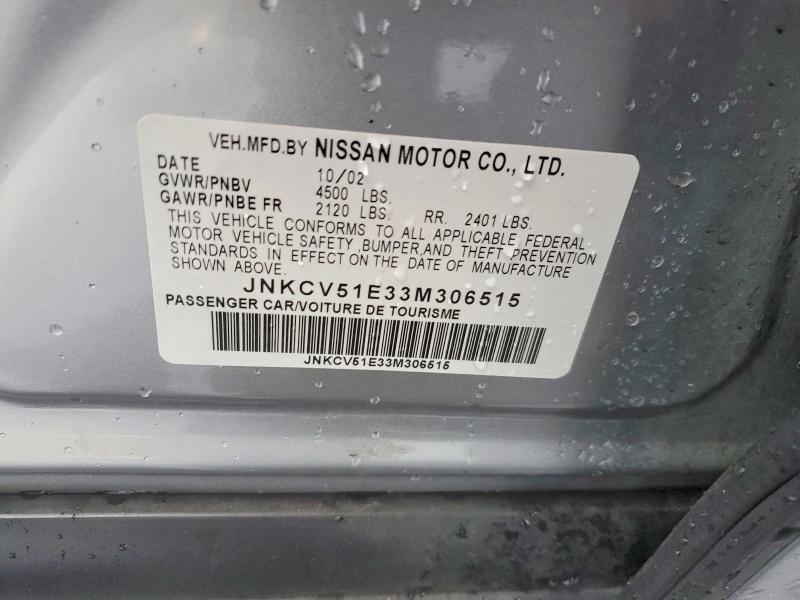 VEH.MFD.BY NISSAN MOTOR CO., LTD.
DATE 10/02
GVWR/PNBV 4500 LBS.
GAWR/PNBE FR 2120 LBS. RR. 2401 LBS.
THIS VEHICLE CONFORMS TO ALL APPLICABLE FEDERAL
MOTOR VEHICLE SAFETY ,BUMPER,AND THEFT PREVENTION
STANDARDS IN EFFECT ON THE DATE OF MANUFACTURE
SHOWN ABOVE.
JNKCV51E33M306515
PASSENGER CAR/VOITURE DE TOURISME
JNKCV51E33M306515